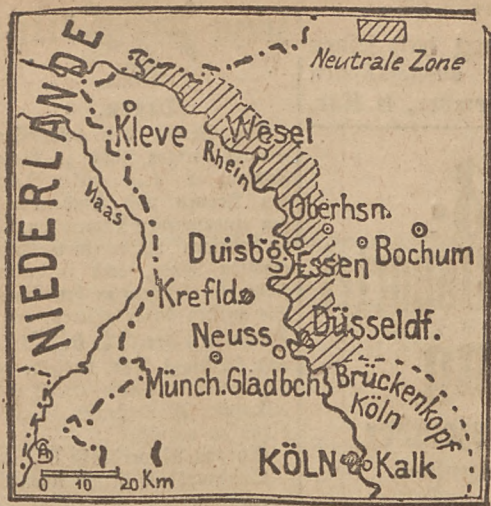 Neutrale Zone
NIEDERLANDE
Kleve
Wesel
Rhein
Maas
Oberhsn.
Duisbg.
Essen
Bochum
Krefld.
Neuss
Düsseldf.
Münch.Gladbch.
Brückenkopf
Köln
KÖLN
Kalk
0 10 20 Km